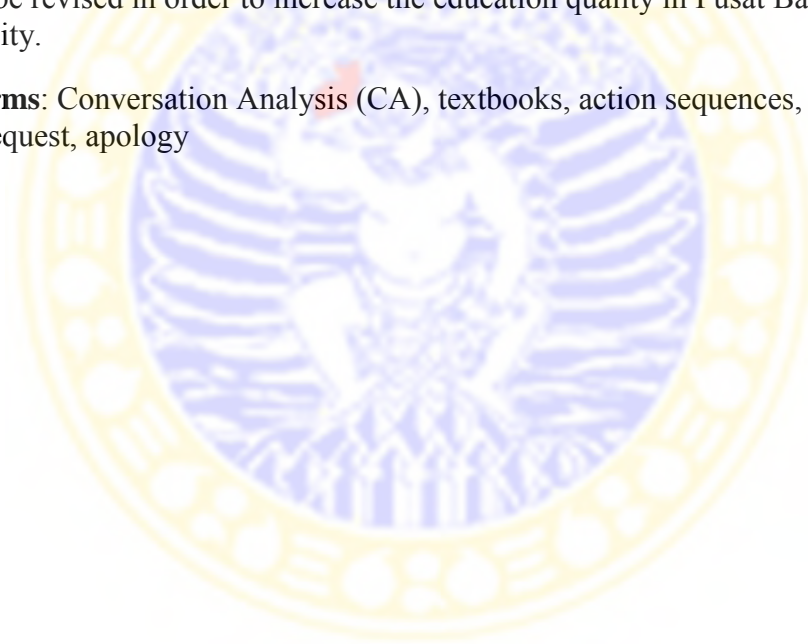 be revised in order to increase the education quality in Pusat Ba
ity.
rms: Conversation Analysis (CA), textbooks, action sequences,
equest, apology